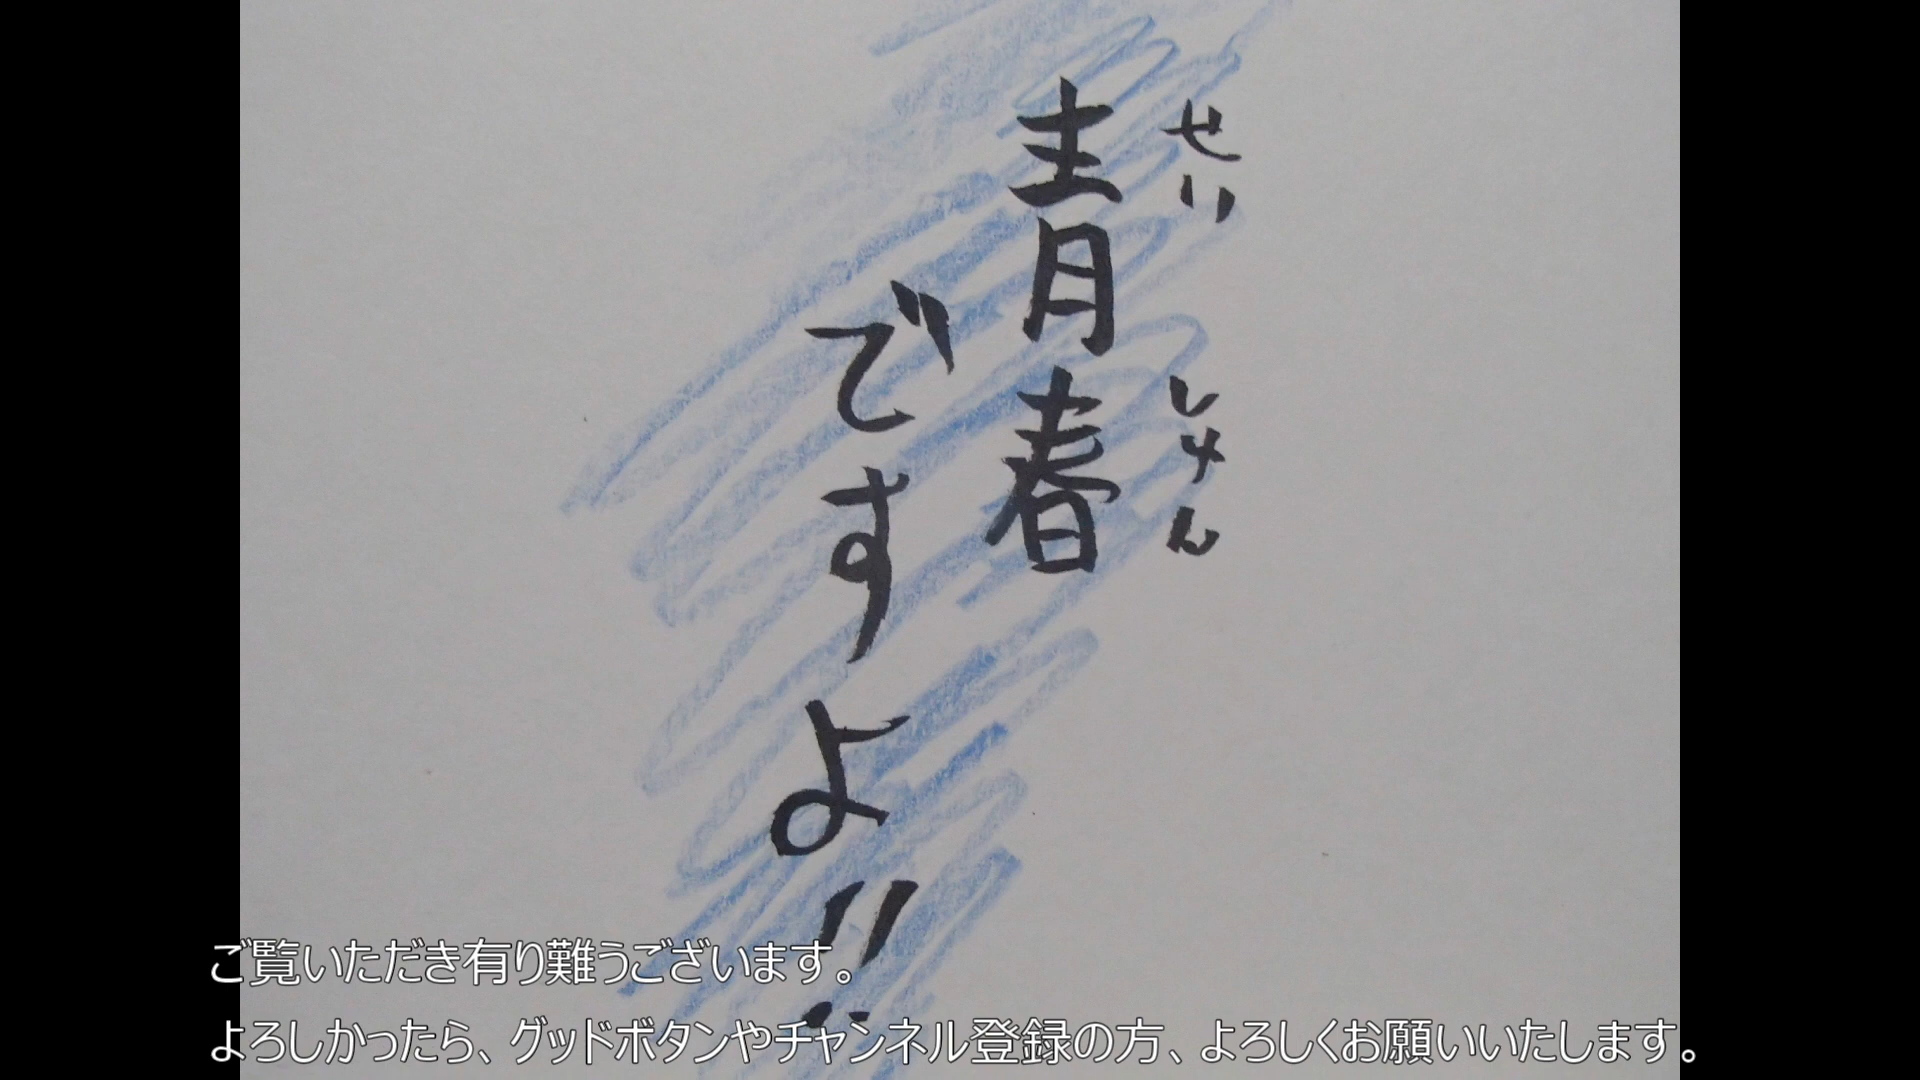 せいしゅん
青春
ですよ!!
ご覧いただき有り難うございます。
よろしかったら、グッドボタンやチャンネル登録の方、よろしくお願いいたします。